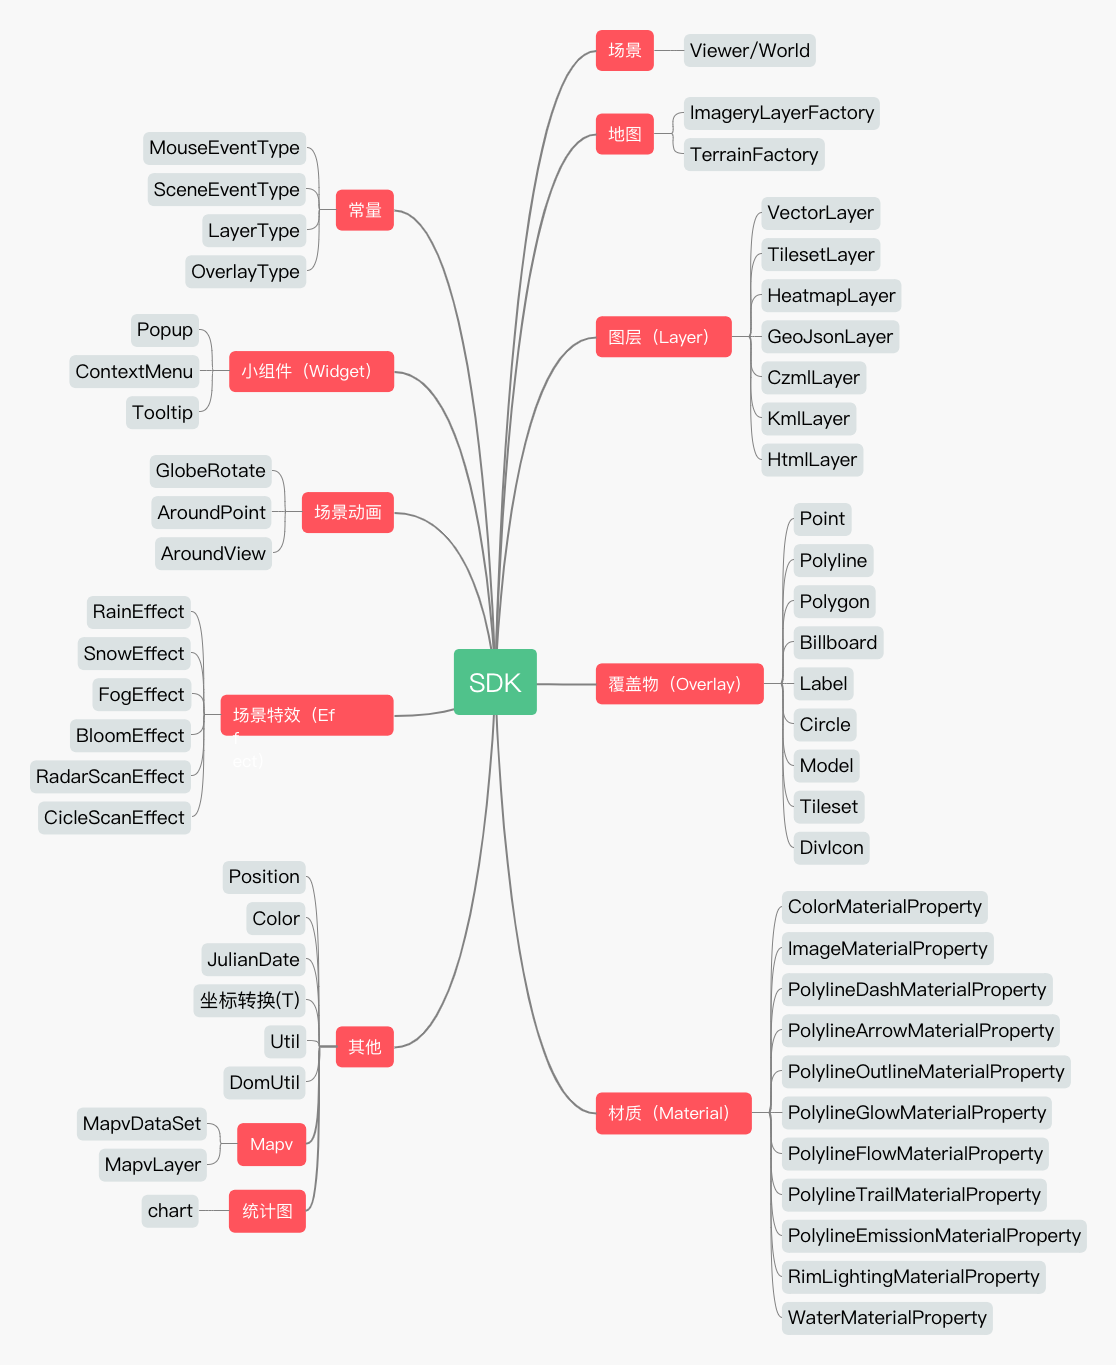 SDK
场景
Viewer/World
地图
ImageryLayerFactory
TerrainFactory
图层（Layer）
VectorLayer
TilesetLayer
HeatmapLayer
GeoJsonLayer
CzmlLayer
KmlLayer
HtmlLayer
覆盖物（Overlay）
Point
Polyline
Polygon
Billboard
Label
Circle
Model
Tileset
DivIcon
材质（Material）
ColorMaterialProperty
ImageMaterialProperty
PolylineDashMaterialProperty
PolylineArrowMaterialProperty
PolylineOutlineMaterialProperty
PolylineGlowMaterialProperty
PolylineFlowMaterialProperty
PolylineTrailMaterialProperty
PolylineEmissionMaterialProperty
RimLightingMaterialProperty
WaterMaterialProperty
常量
MouseEventType
SceneEventType
LayerType
OverlayType
小组件（Widget）
Popup
ContextMenu
Tooltip
场景动画
GlobeRotate
AroundPoint
AroundView
场景特效（Ef
f
ect）
RainEffect
SnowEffect
FogEffect
BloomEffect
RadarScanEffect
CicleScanEffect
其他
Position
Color
JulianDate
坐标转换(T)
Util
DomUtil
Mapv
MapvDataSet
MapvLayer
统计图
chart